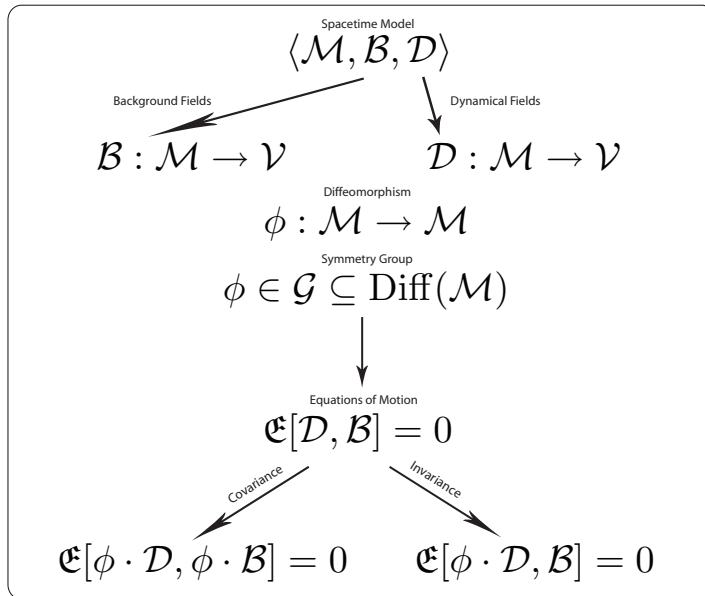 Spacetime Model
⟨ℳ, ℬ, 𝒟⟩
Background Fields Dynamical Fields
ℬ : ℳ → 𝒱 𝒟 : ℳ → 𝒱
Diffeomorphism
ϕ : ℳ → ℳ
Symmetry Group
ϕ ∈ 𝒢 ⊆ Diff(ℳ)
Equations of Motion
𝕰[𝒟, ℬ] = 0
Covariance Invariance
𝕰[ϕ · 𝒟, ϕ · ℬ] = 0 𝕰[ϕ · 𝒟, ℬ] = 0